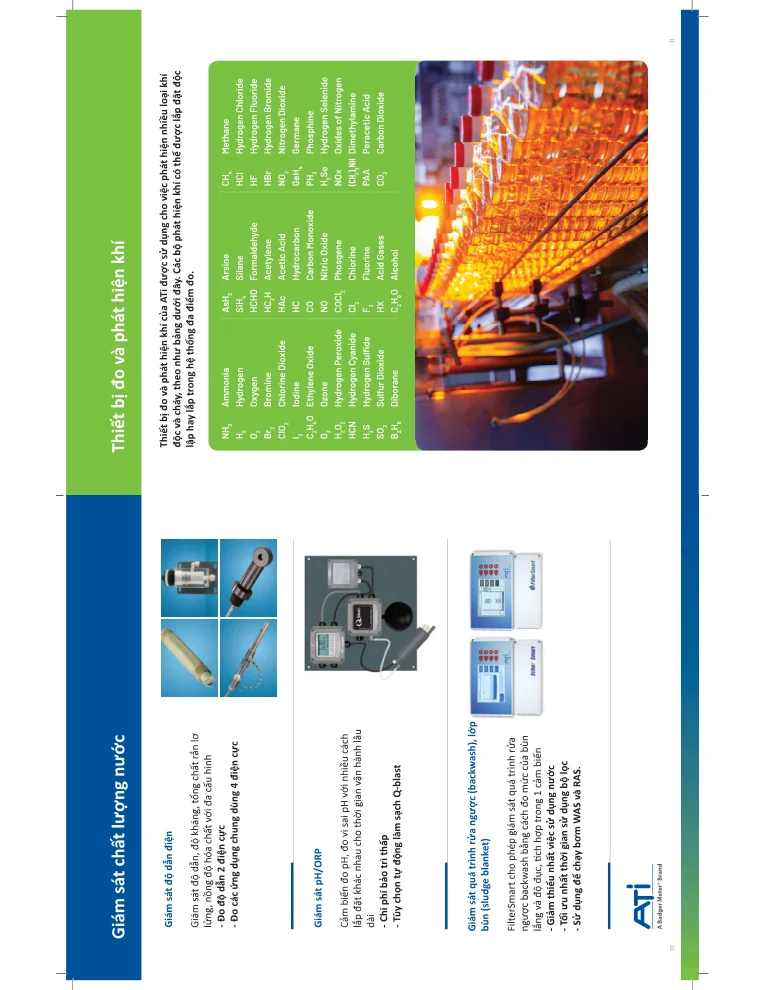 Giám sát chất lượng nước
Giám sát độ dẫn điện
Giám sát độ dẫn, độ kháng, tổng chất rắn lơ
lửng, nồng độ hóa chất với đa cấu hình
- Đo độ dẫn 2 điện cực
- Đo các ứng dụng chung dùng 4 điện cực
Giám sát pH/ORP
Cảm biến đo pH, đo vi sai pH với nhiều cách
lắp đặt khác nhau cho thời gian vận hành lâu
dài
- Chi phí bảo trì thấp
- Tùy chọn tự động làm sạch Q-blast
Giám sát quá trình rửa ngược (backwash), lớp
bùn (sludge blanket)
FilterSmart cho phép giám sát quá trình rửa
ngược backwash bằng cách đo mức của bùn
lắng và độ đục, tích hợp trong 1 cảm biến
- Giảm thiểu nhất việc sử dụng nước
- Tối ưu nhất thời gian sử dụng bộ lọc
- Sử dụng để chạy bơm WAS và RAS.
FilterSmart
ATi
A Badger Meter® Brand
Thiết bị đo và phát hiện khí
Thiết bị đo và phát hiện khí của ATi được sử dụng cho việc phát hiện nhiều loại khí
độc và cháy, theo như bảng dưới đây. Các bộ phát hiện khí có thể được lắp đặt độc
lập hay lắp trong hệ thống đa điểm đo.
NH₃ Ammonia AsH₃ Arsine CH₄ Methane
H₂ Hydrogen SiH₄ Silane HCl Hydrogen Chloride
O₂ Oxygen HCHO Formaldehyde HF Hydrogen Fluoride
Br₂ Bromine HC₂H Acetylene HBr Hydrogen Bromide
ClO₂ Chlorine Dioxide HAc Acetic Acid NO₂ Nitrogen Dioxide
I₂ Iodine HC Hydrocarbon GeH₄ Germane
C₂H₄O Ethylene Oxide CO Carbon Monoxide PH₃ Phosphine
O₃ Ozone NO Nitric Oxide H₂Se Hydrogen Selenide
H₂O₂ Hydrogen Peroxide COCl₂ Phosgene NOx Oxides of Nitrogen
HCN Hydrogen Cyanide Cl₂ Chlorine (CH₃)₂NH Dimethylamine
H₂S Hydrogen Sulfide F₂ Fluorine PAA Peracetic Acid
SO₂ Sulfur Dioxide HX Acid Gases CO₂ Carbon Dioxide
B₂H₆ Diborane C₂H₆O Alcohol